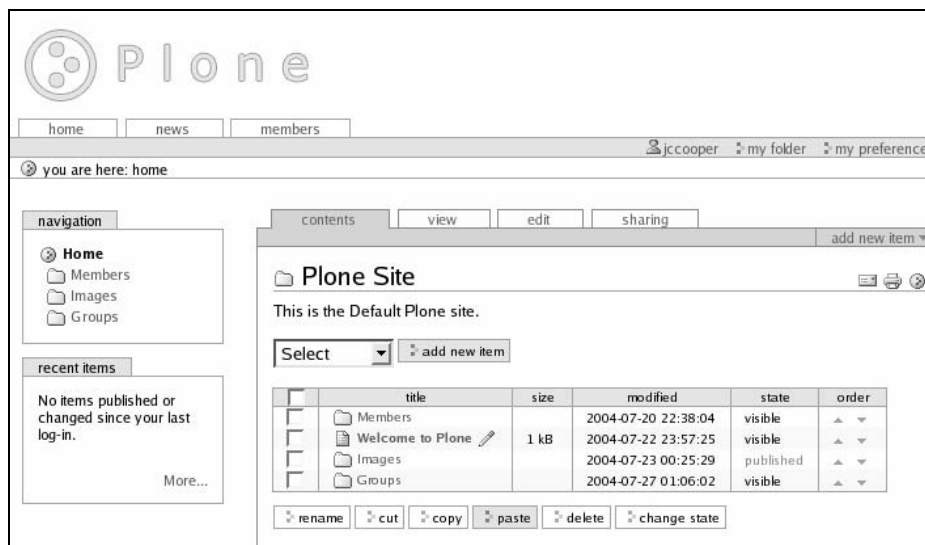 Plone
home news members
jccooper my folder my preference
you are here: home
navigation
Home
Members
Images
Groups
recent items
No items published or
changed since your last
log-in.
More...
contents view edit sharing
add new item
Plone Site
This is the Default Plone site.
Select add new item
title size modified state order
Members 2004-07-20 22:38:04 visible
Welcome to Plone 1 kB 2004-07-22 23:57:25 visible
Images 2004-07-23 00:25:29 published
Groups 2004-07-27 01:06:02 visible
rename cut copy paste delete change state